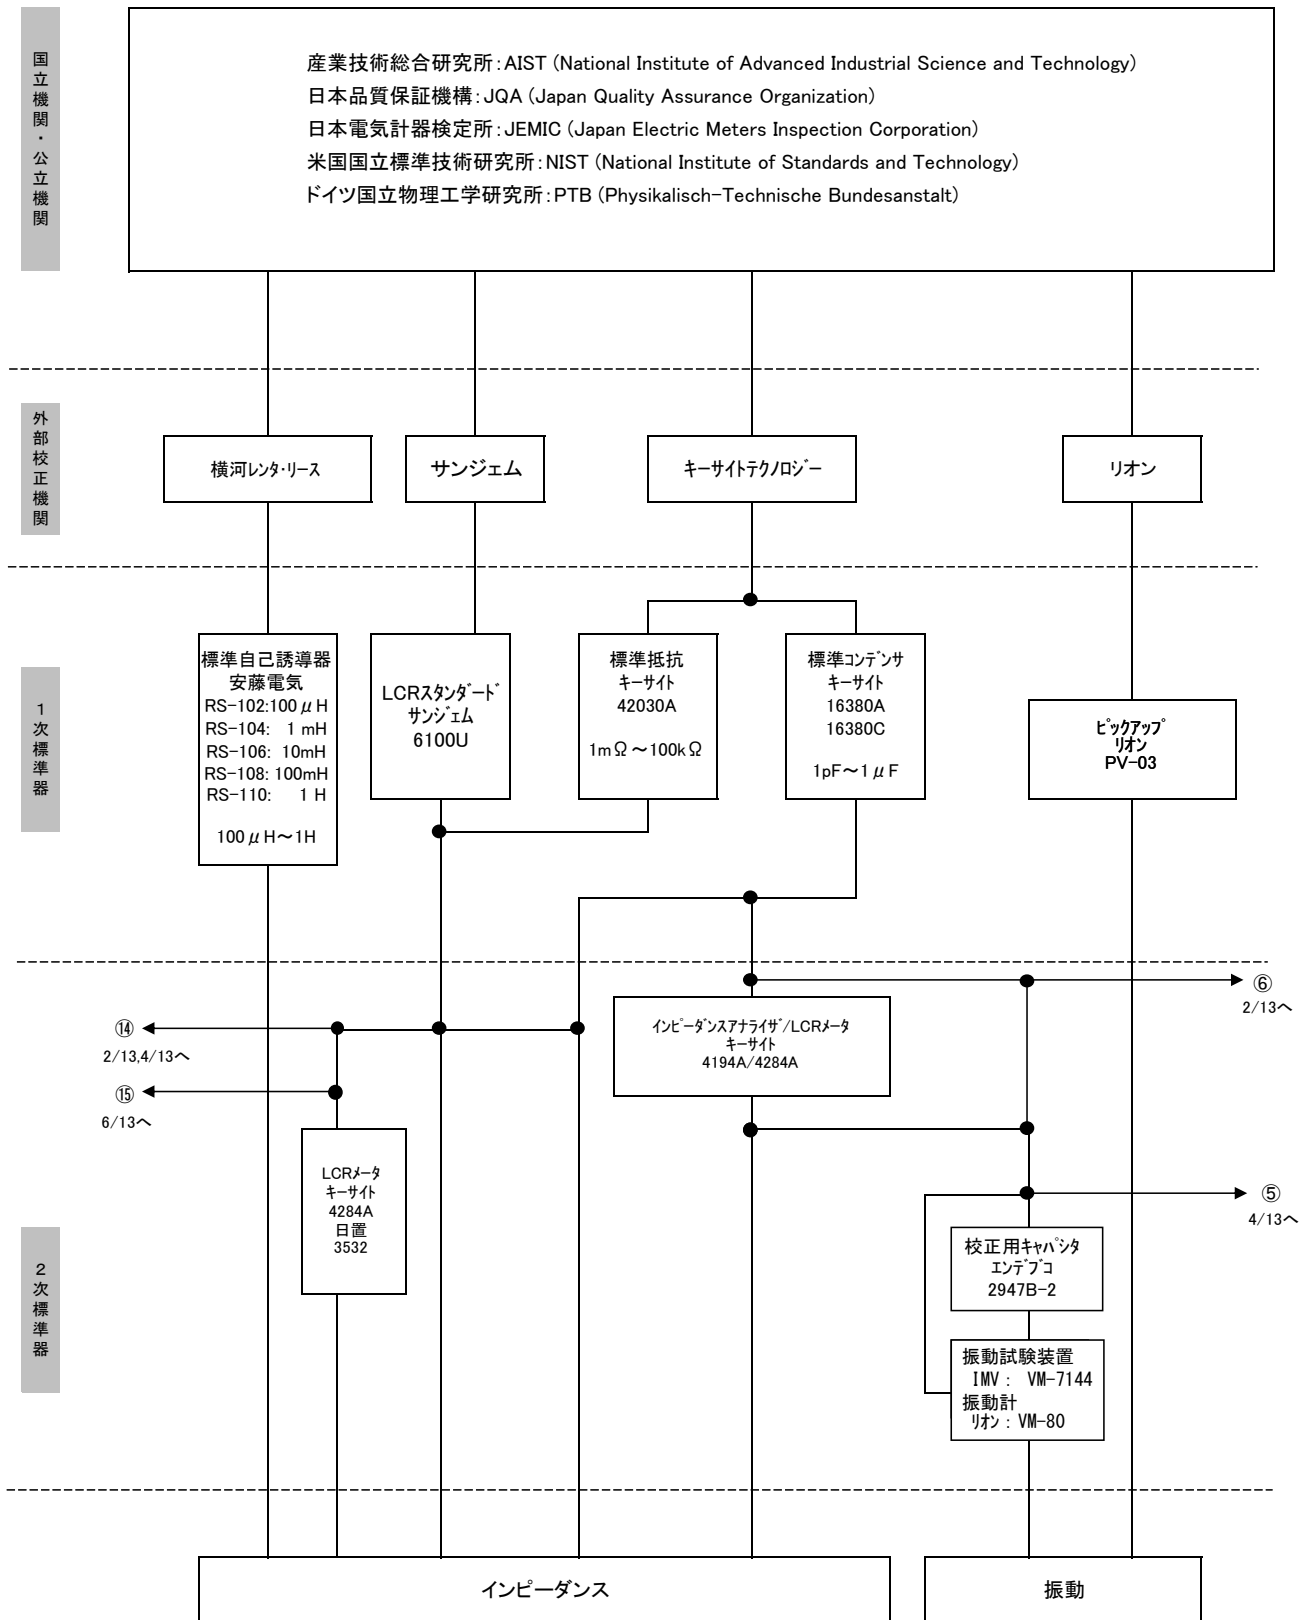 国立機関・公立機関
産業技術総合研究所：AIST (National Institute of Advanced Industrial Science and Technology)
日本品質保証機構：JQA (Japan Quality Assurance Organization)
日本電気計器検定所：JEMIC (Japan Electric Meters Inspection Corporation)
米国国立標準技術研究所：NIST (National Institute of Standards and Technology)
ドイツ国立物理工学研究所：PTB (Physikalisch-Technische Bundesanstalt)
外部校正機関
横河ﾚﾝﾀ･ﾘｰｽ
サンジェム
ｷｰｻｲﾄﾃｸﾉﾛｼﾞｰ
リオン
1次標準器
標準自己誘導器
安藤電気
RS-102:100μH
RS-104: 1 mH
RS-106: 10mH
RS-108: 100mH
RS-110: 1 H
100μH～1H
LCRｽﾀﾝﾀﾞｰﾄﾞ
ｻﾝｼﾞｪﾑ
6100U
標準抵抗
ｷｰｻｲﾄ
42030A
1mΩ～100kΩ
標準ｺﾝﾃﾞﾝｻ
ｷｰｻｲﾄ
16380A
16380C
1pF～1μF
ﾋﾟｯｸｱｯﾌﾟ
ﾘｵﾝ
PV-03
⑥
2/13へ
ｲﾝﾋﾟｰﾀﾞﾝｽｱﾅﾗｲｻﾞ/LCRﾒｰﾀ
ｷｰｻｲﾄ
4194A/4284A
⑭
2/13,4/13へ
⑮
6/13へ
LCRﾒｰﾀ
ｷｰｻｲﾄ
4284A
日置
3532
⑤
4/13へ
2次標準器
校正用ｷｬﾊﾟｼﾀ
ｴﾝﾃﾞﾌﾞｺ
2947B-2
振動試験装置
IMV： VM-7144
振動計
ﾘｵﾝ：VM-80
インピーダンス
振動